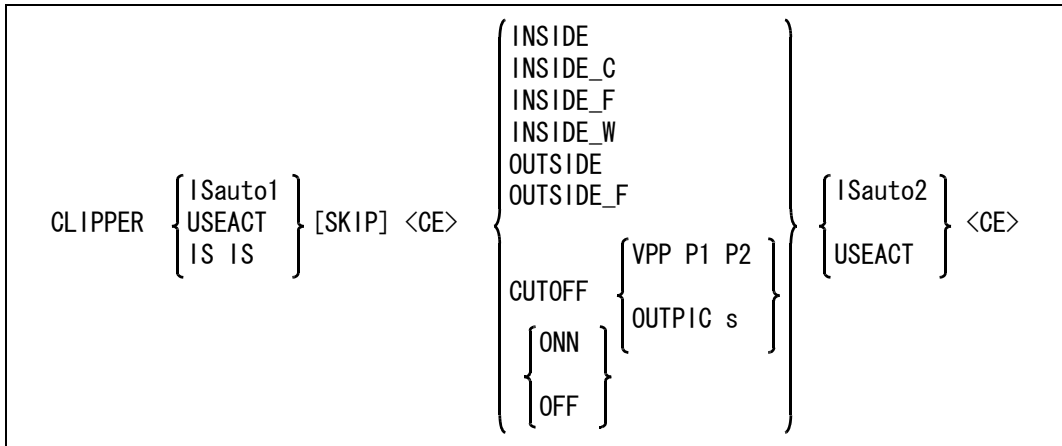 INSIDE
INSIDE_C
INSIDE_F
INSIDE_W
OUTSIDE
OUTSIDE_F
CLIPPER
ISauto1
USEACT
IS IS
[SKIP] <CE>
CUTOFF
VPP P1 P2
OUTPIC s
ONN
OFF
ISauto2
USEACT
<CE>